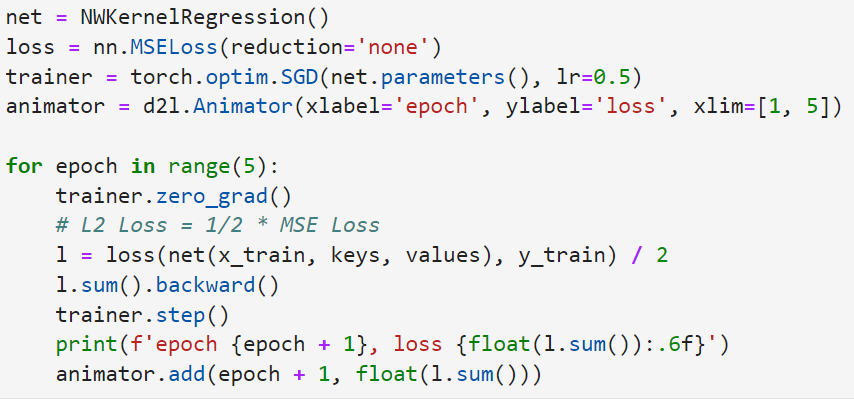 net = NWKernelRegression()
loss = nn.MSELoss(reduction='none')
trainer = torch.optim.SGD(net.parameters(), lr=0.5)
animator = d2l.Animator(xlabel='epoch', ylabel='loss', xlim=[1, 5])

for epoch in range(5):
    trainer.zero_grad()
    # L2 Loss = 1/2 * MSE Loss
    l = loss(net(x_train, keys, values), y_train) / 2
    l.sum().backward()
    trainer.step()
    print(f'epoch {epoch + 1}, loss {float(l.sum()):.6f}')
    animator.add(epoch + 1, float(l.sum()))